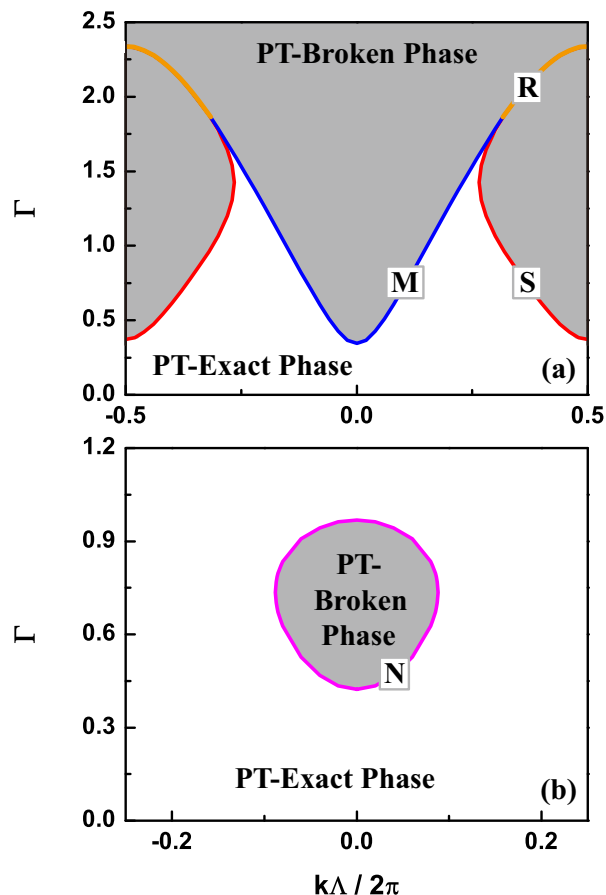 2.5
PT-Broken Phase
2.0
R
1.5
Γ
1.0
M
S
0.5
PT-Exact Phase
(a)
0.0
-0.5
0.0
0.5
1.2
0.9
PT-
Broken
Phase
Γ
0.6
N
0.3
PT-Exact Phase
(b)
0.0
-0.2
0.0
0.2
kΛ / 2π